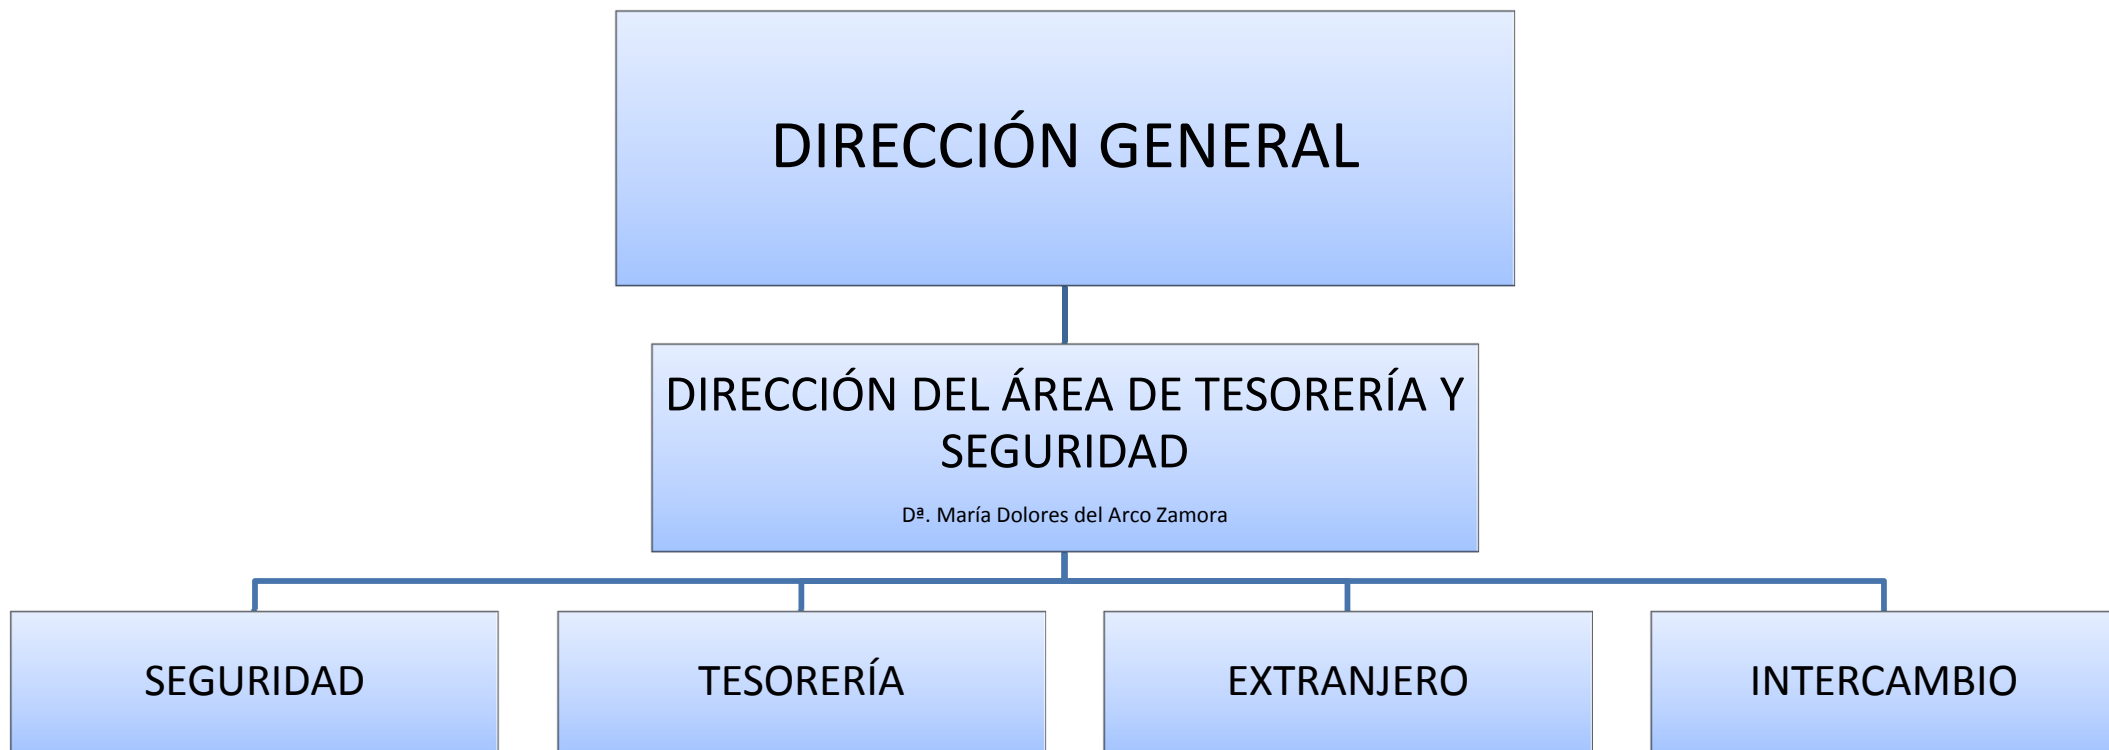 DIRECCIÓN GENERAL
DIRECCIÓN DEL ÁREA DE TESORERÍA Y
SEGURIDAD
Dª. María Dolores del Arco Zamora
SEGURIDAD
TESORERÍA
EXTRANJERO
INTERCAMBIO